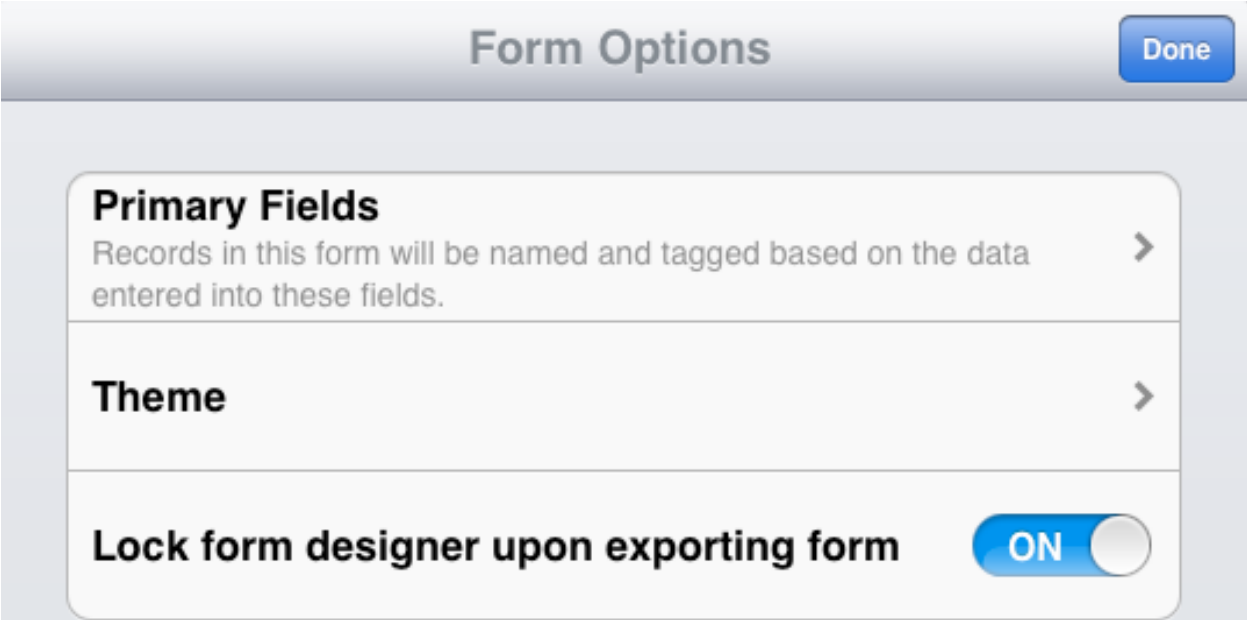 Form Options
Done
Primary Fields
Records in this form will be named and tagged based on the data
entered into these fields.
Theme
Lock form designer upon exporting form
ON